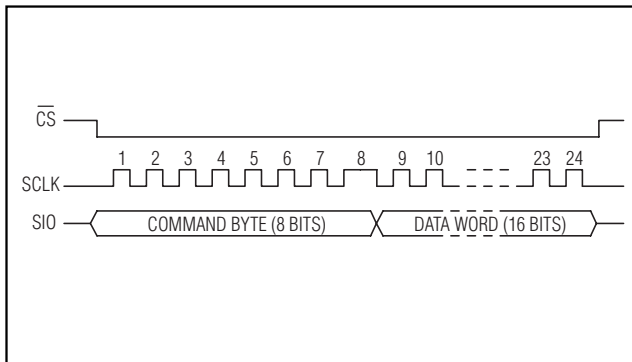 CS
1 2 3 4 5 6 7 8 9 10 23 24
SCLK
SIO COMMAND BYTE (8 BITS) DATA WORD (16 BITS)